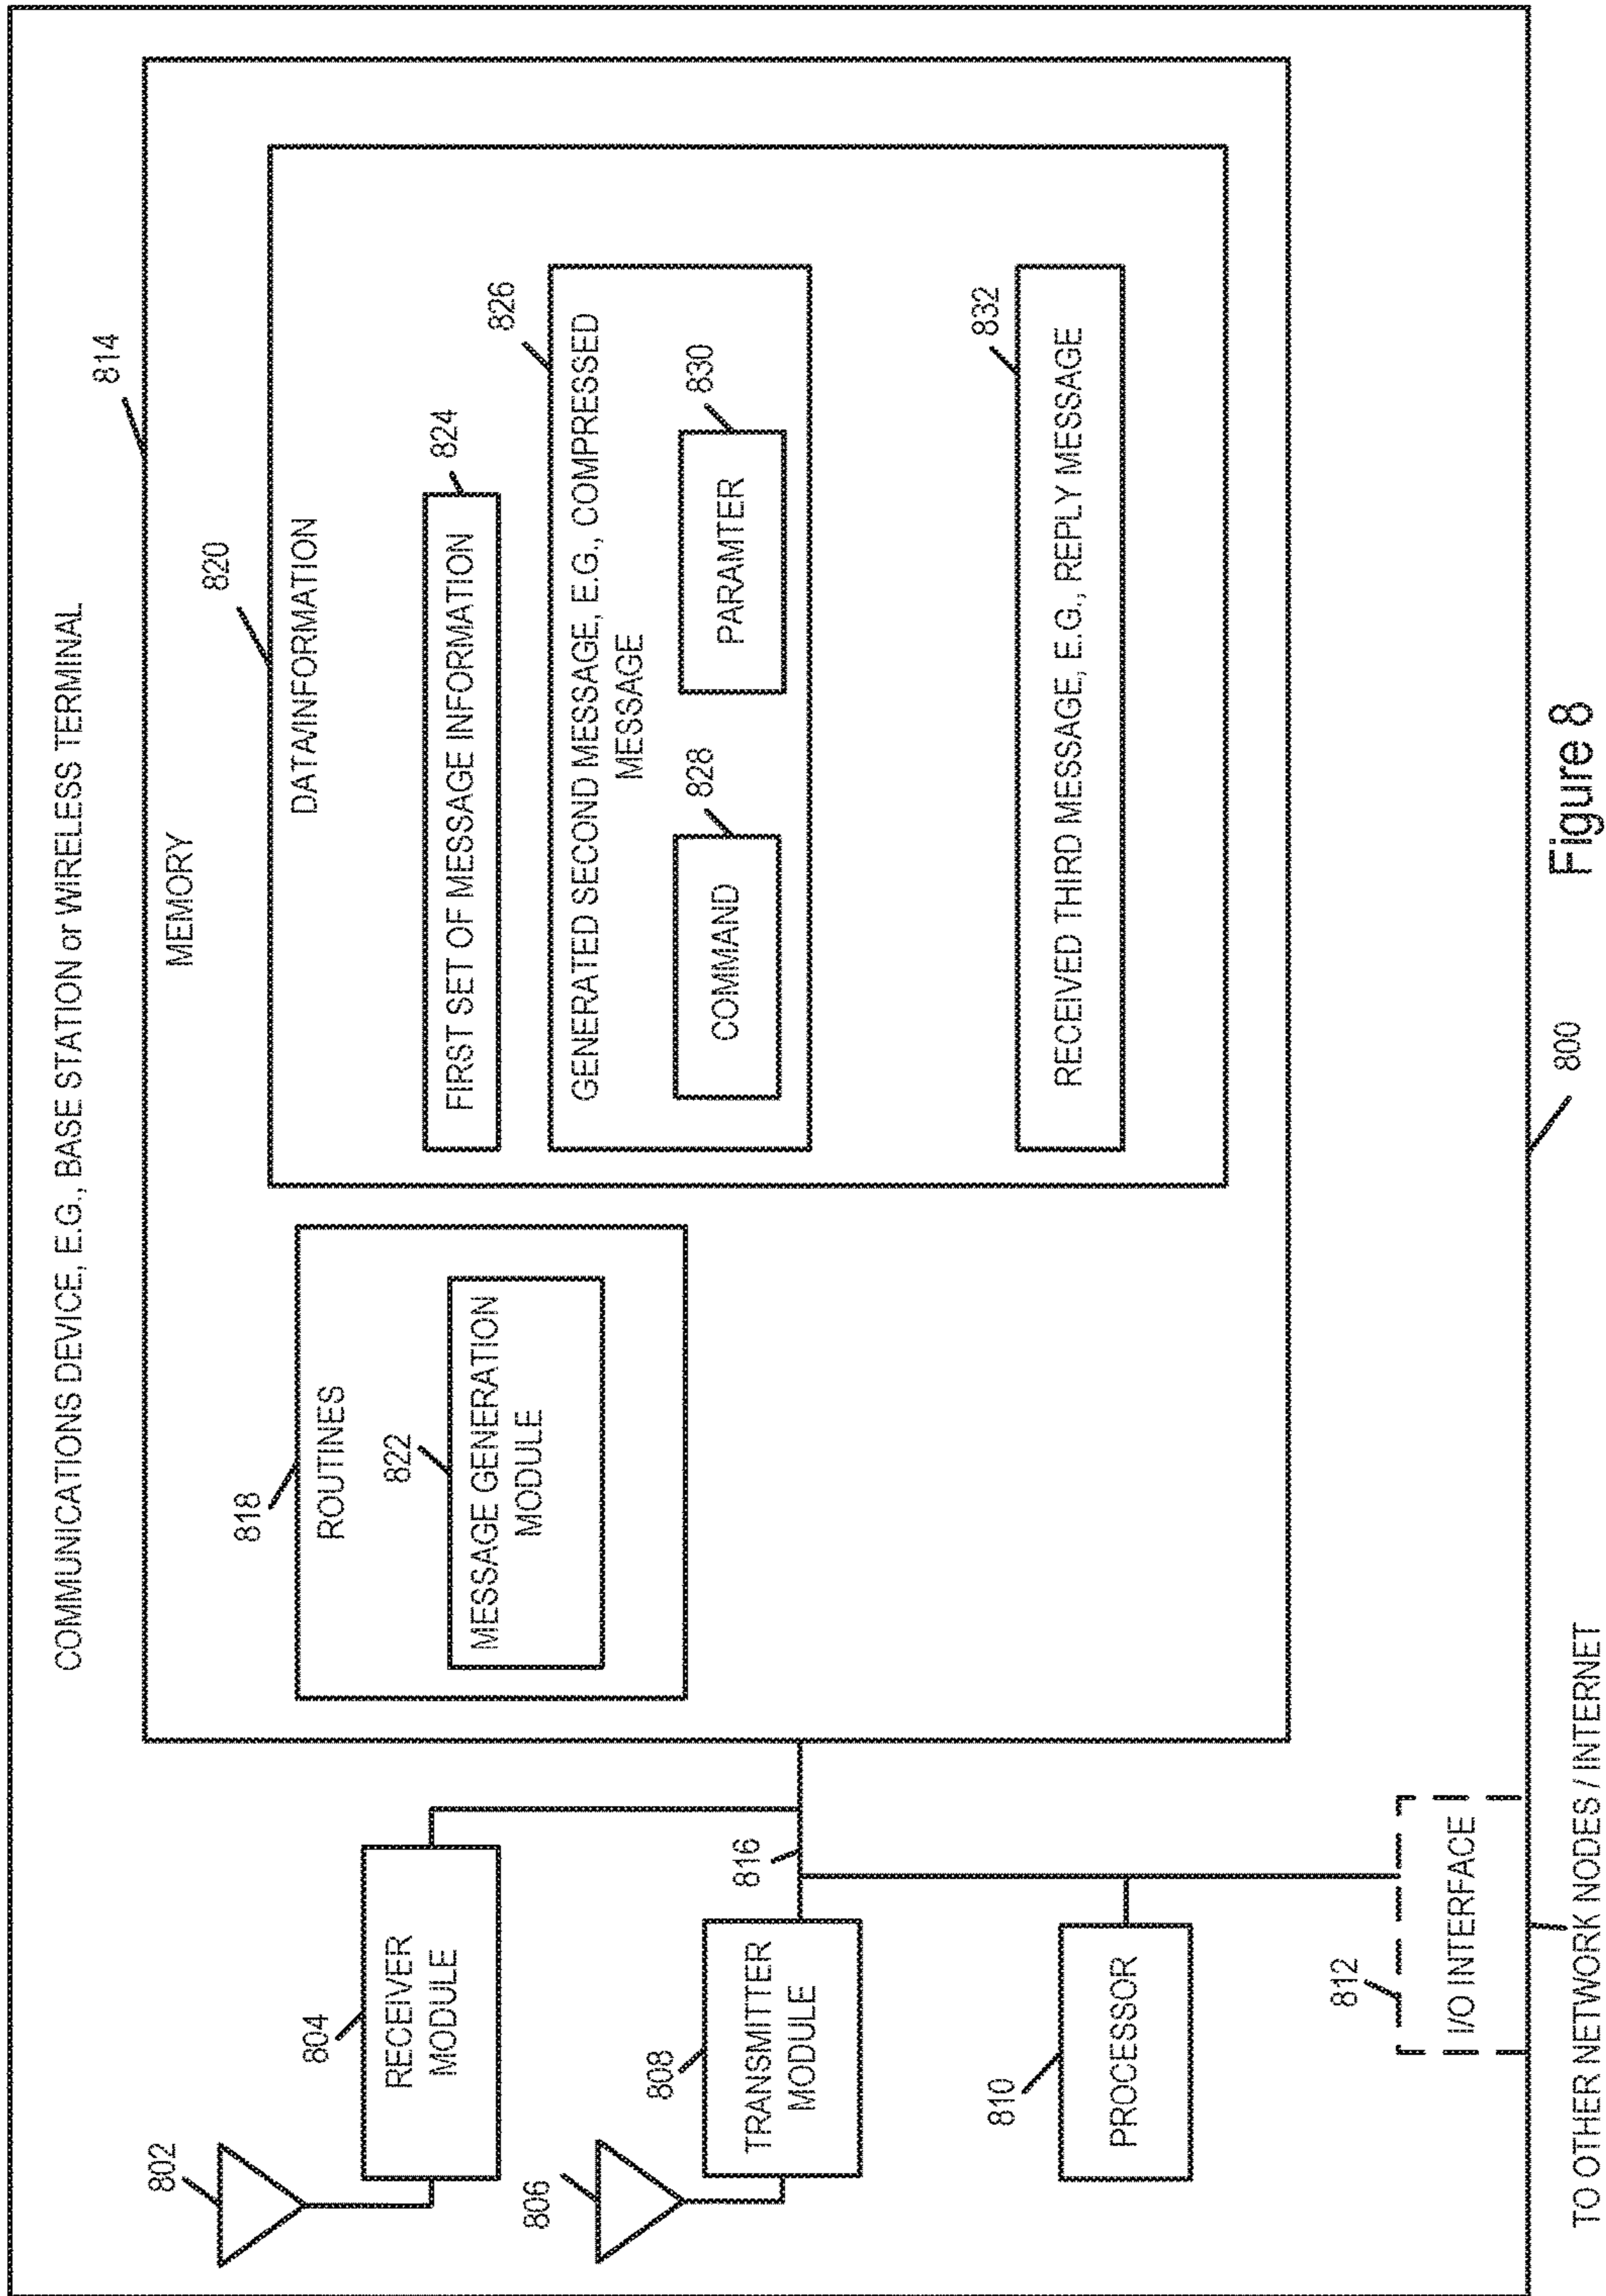 COMMUNICATIONS DEVICE, E.G., BASE STATION or WIRELESS TERMINAL
814
MEMORY
802
804
RECEIVER
MODULE
806
808
TRANSMITTER
MODULE
816
810
PROCESSOR
812
I/O INTERFACE
818
ROUTINES
822
MESSAGE GENERATION
MODULE
820
DATA/INFORMATION
824
FIRST SET OF MESSAGE INFORMATION
826
GENERATED SECOND MESSAGE, E.G., COMPRESSED
MESSAGE
828
COMMAND
830
PARAMTER
832
RECEIVED THIRD MESSAGE, E.G., REPLY MESSAGE
TO OTHER NETWORK NODES / INTERNET
800
Figure 8